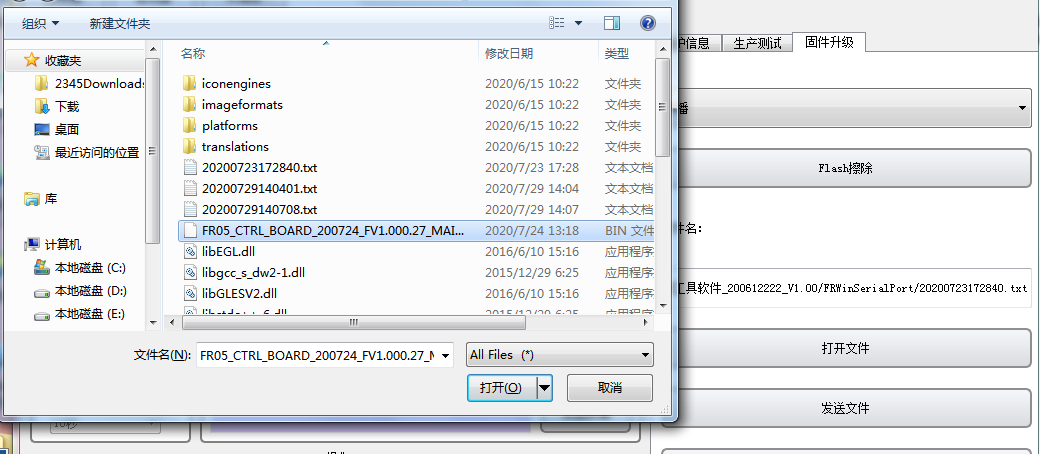 组织 新建文件夹
收藏夹
2345Downloads
下载
桌面
最近访问的位置
库
计算机
本地磁盘 (C:)
本地磁盘 (D:)
本地磁盘 (E:)
名称 修改日期 类型
iconengines 2020/6/15 10:22 文件夹
imageformats 2020/6/15 10:22 文件夹
platforms 2020/6/15 10:22 文件夹
translations 2020/6/15 10:22 文件夹
20200723172840.txt 2020/7/23 17:28 文本文档
20200729140401.txt 2020/7/29 14:04 文本文档
20200729140708.txt 2020/7/29 14:07 文本文档
FR05_CTRL_BOARD_200724_FV1.000.27_MAI... 2020/7/24 13:18 BIN 文件
libEGL.dll 2016/6/10 15:16 应用程序
libgcc_s_dw2-1.dll 2015/12/29 6:25 应用程序
libGLESV2.dll 2016/6/10 15:16 应用程序
libstdc++-6.dll 2015/12/29 6:25 应用程序
文件名(N): FR05_CTRL_BOARD_200724_FV1.000.27_M
All Files (*)
打开(O) 取消
护信息 生产测试 固件升级
播
Flash擦除
件名：
工具软件_200612222_V1.00/FRWinSerialPort/20200723172840.txt
打开文件
发送文件
10秒